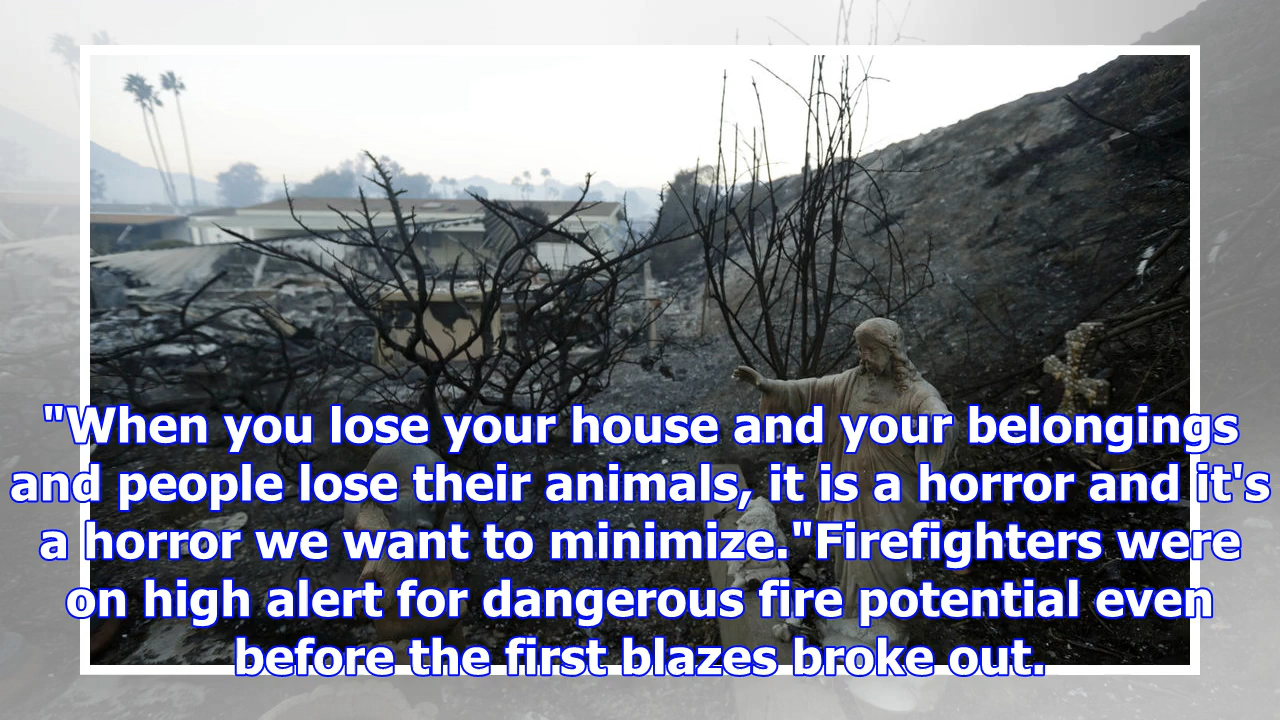 "When you lose your house and your belongings
and people lose their animals, it is a horror and it's
a horror we want to minimize."Firefighters were
on high alert for dangerous fire potential even
before the first blazes broke out.